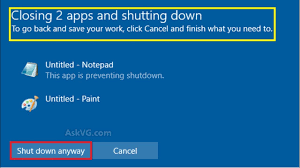 Closing 2 apps and shutting down
To go back and save your work, click Cancel and finish what you need to.
Untitled - Notepad
This app is preventing shutdown.
Untitled - Paint
AskVG.com
Shut down anyway
Cancel